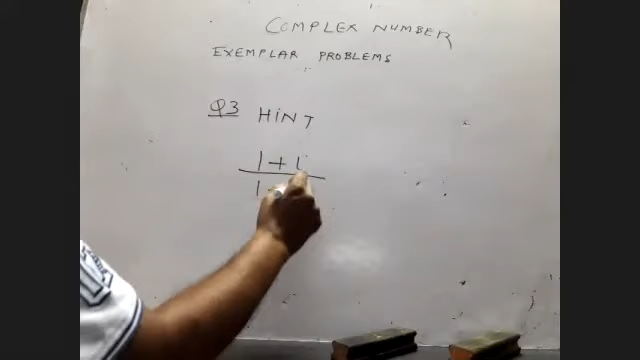 COMPLEX NUMBER
EXEMPLAR PROBLEMS
Q3 HINT
1 + i
1